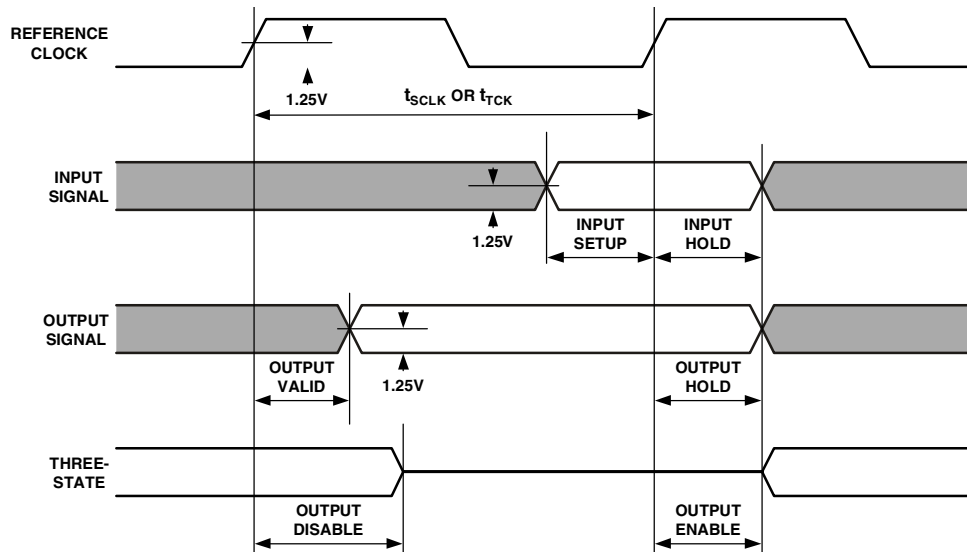 REFERENCE
CLOCK
1.25V
tSCLK OR tTCK
INPUT
SIGNAL
1.25V
INPUT
SETUP
INPUT
HOLD
OUTPUT
SIGNAL
OUTPUT
VALID
1.25V
OUTPUT
HOLD
THREE-
STATE
OUTPUT
DISABLE
OUTPUT
ENABLE